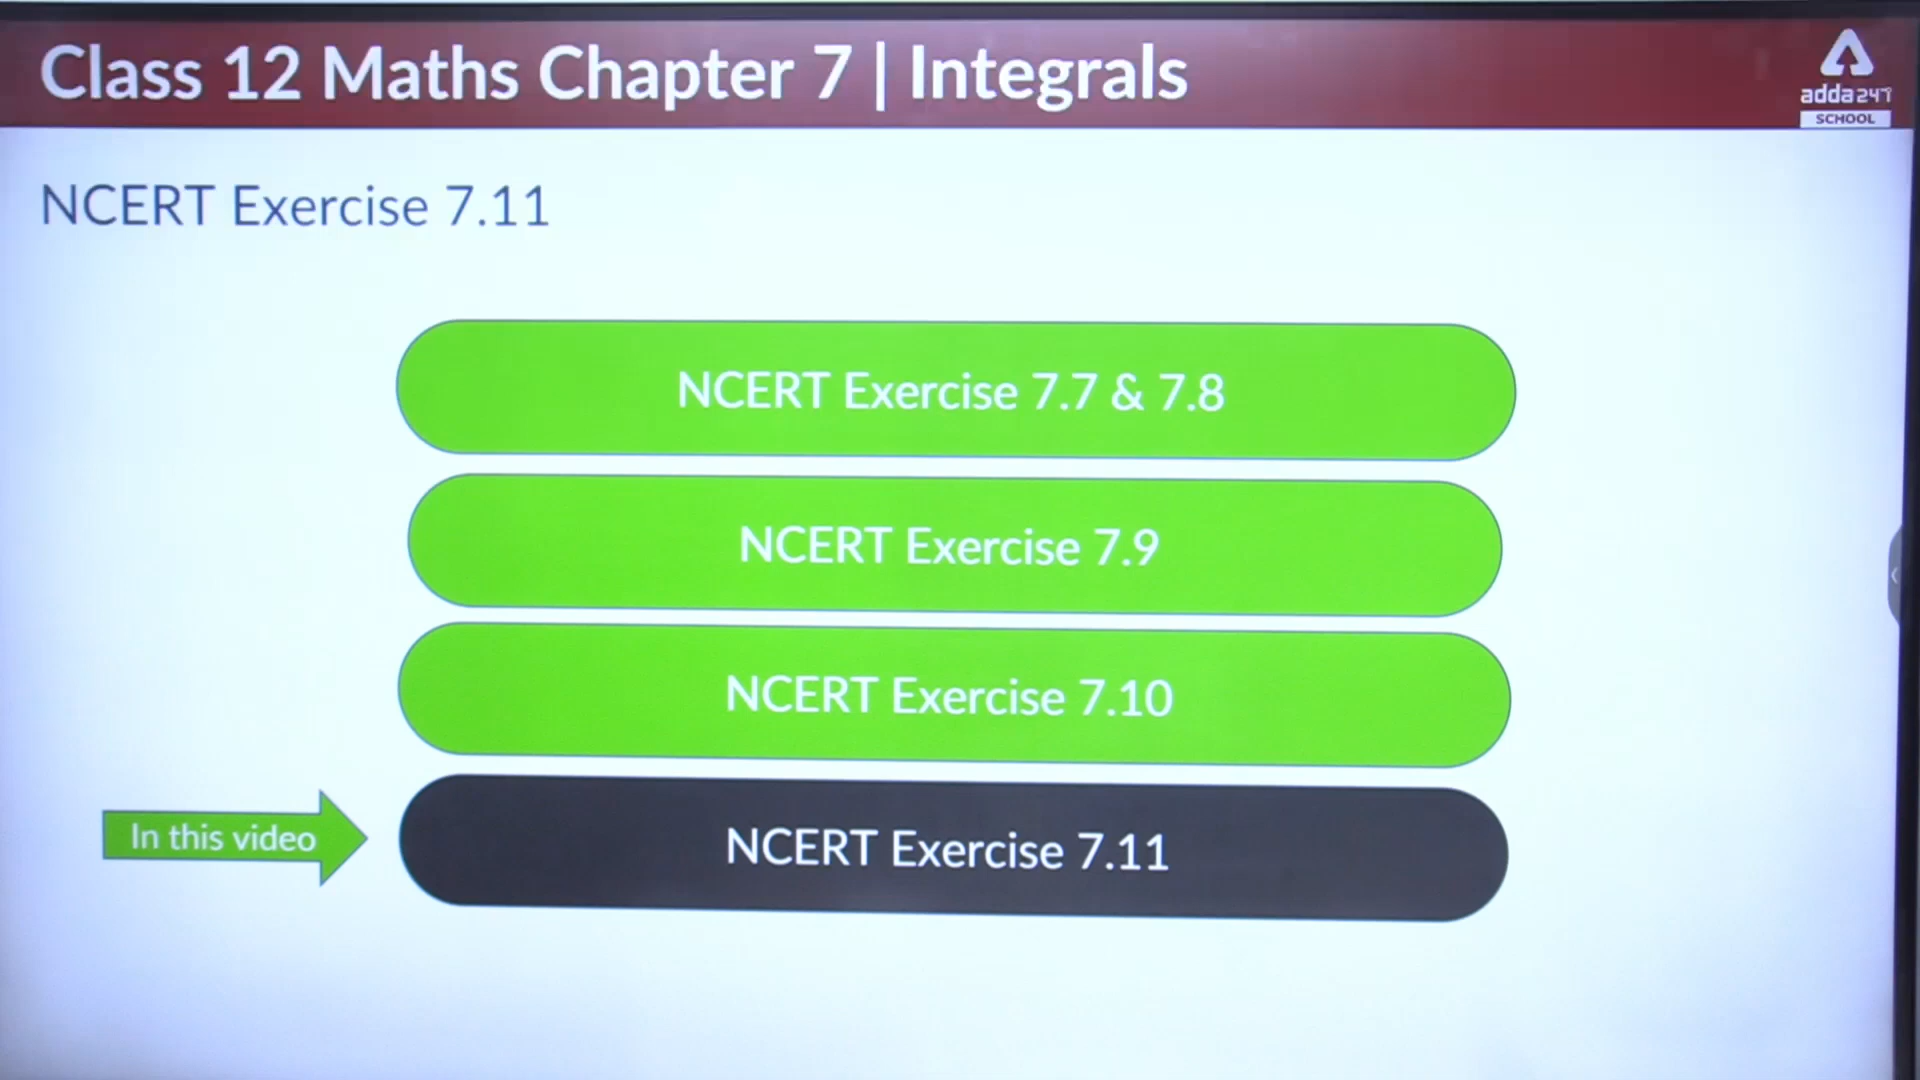 Class 12 Maths Chapter 7 | Integrals
adda247
SCHOOL
NCERT Exercise 7.11
NCERT Exercise 7.7 & 7.8
NCERT Exercise 7.9
NCERT Exercise 7.10
In this video
NCERT Exercise 7.11